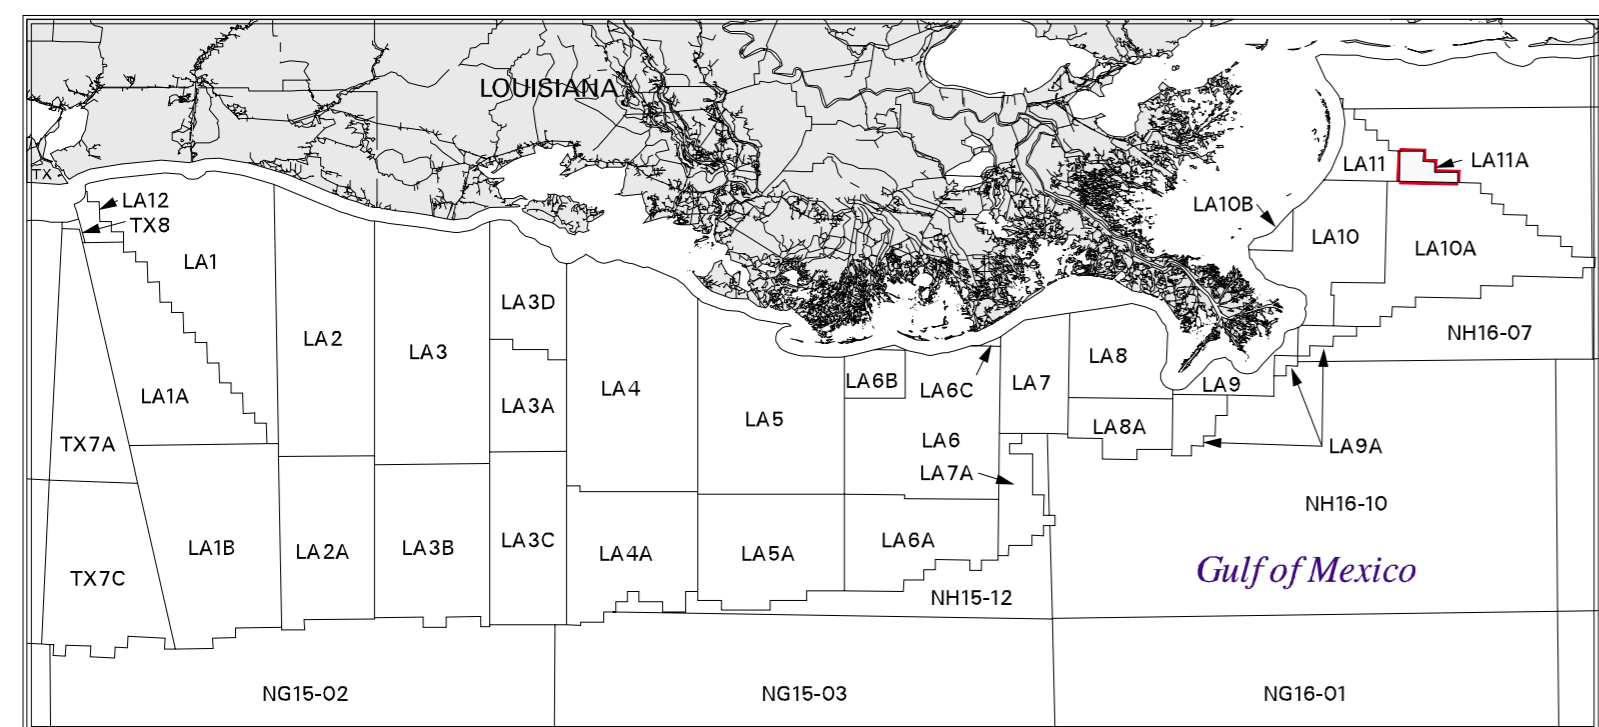 LOUISIANA
TX
LA12
TX8
LA1
LA11
LA11A
LA10B
LA10
LA10A
LA3D
LA2
LA3
LA1A
LA3A
LA4
LA5
LA6B
LA6C
LA7
LA8
LA9
NH16-07
TX7A
LA6
LA7A
LA8A
LA9A
NH16-10
TX7C
LA1B
LA2A
LA3B
LA3C
LA4A
LA5A
LA6A
Gulf of Mexico
NH15-12
NG15-02
NG15-03
NG16-01